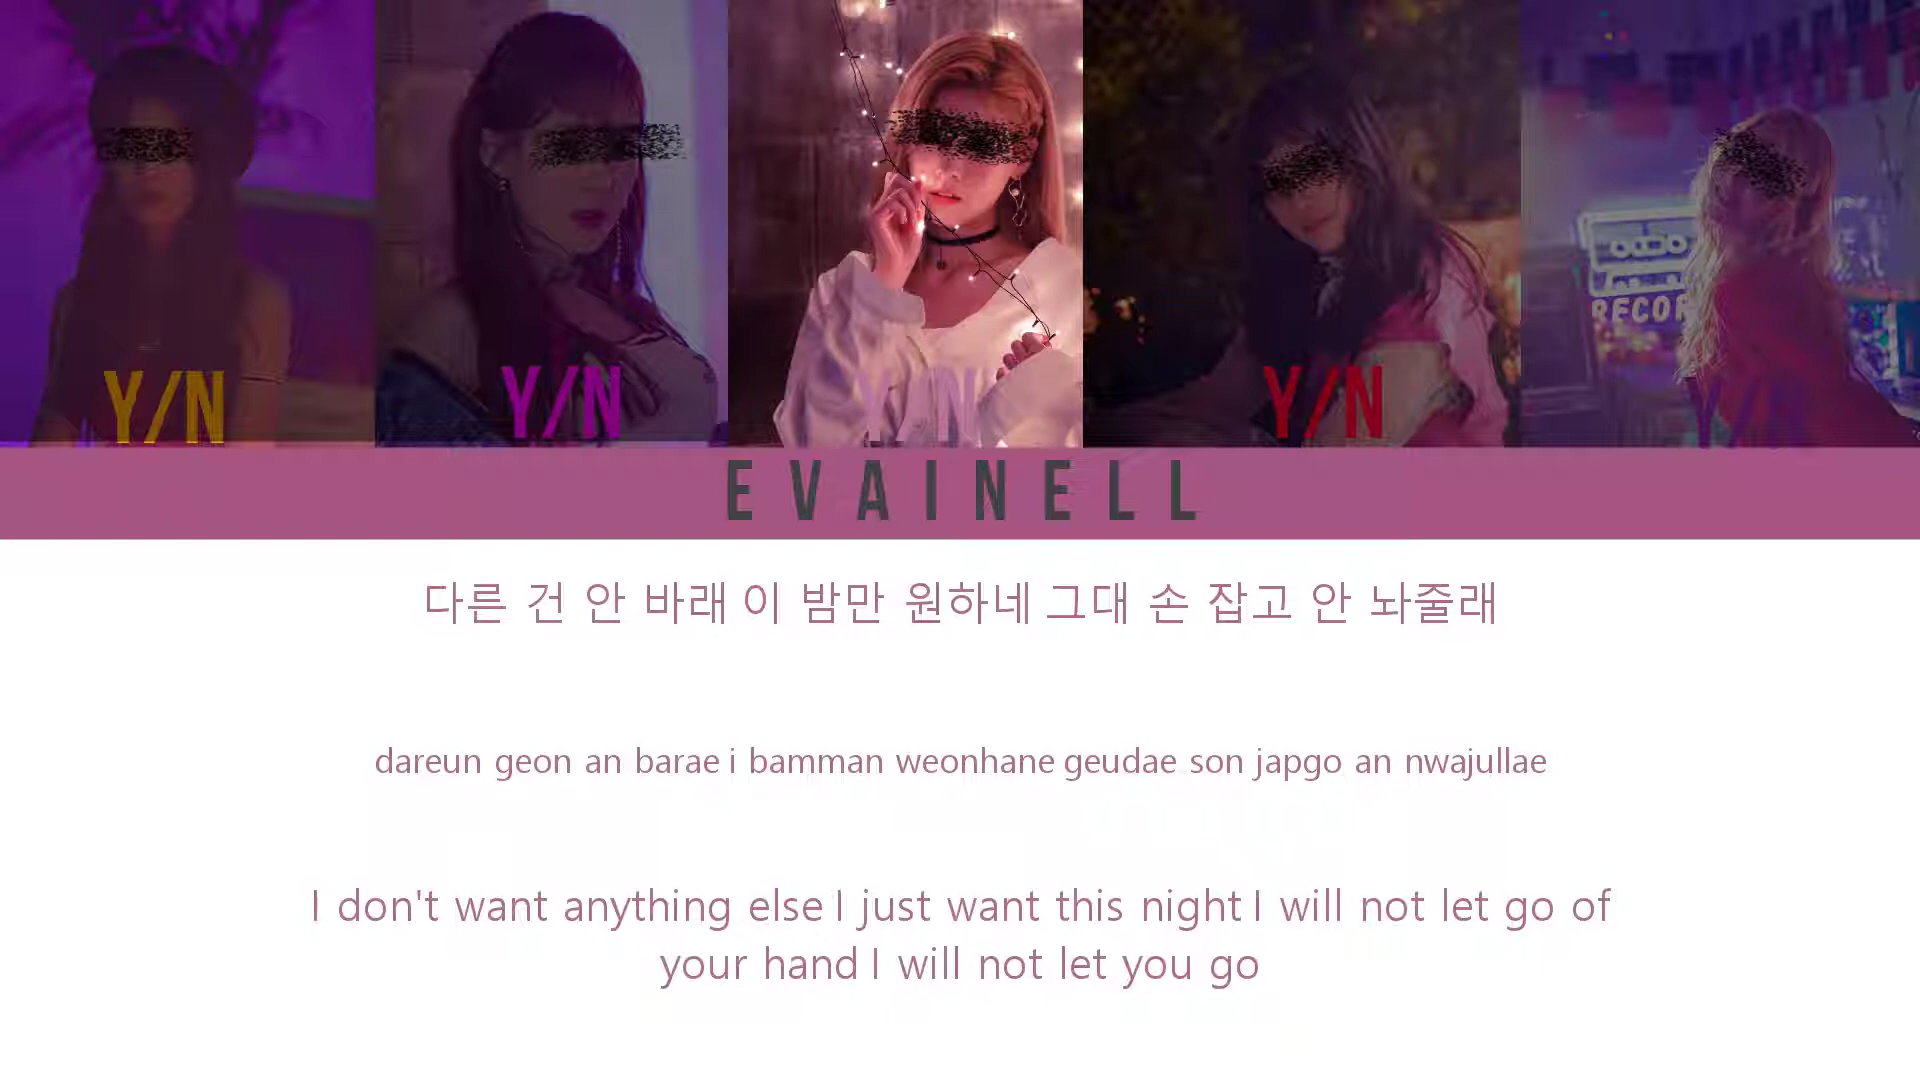 RECOR
Y/N
Y/N
Y/N
Y/N
Y/N
EVAINELL
다른 건 안 바래 이 밤만 원하네 그대 손 잡고 안 놔줄래
dareun geon an barae i bamman weonhane geudae son japgo an nwajullae
I don't want anything else I just want this night I will not let go of
your hand I will not let you go